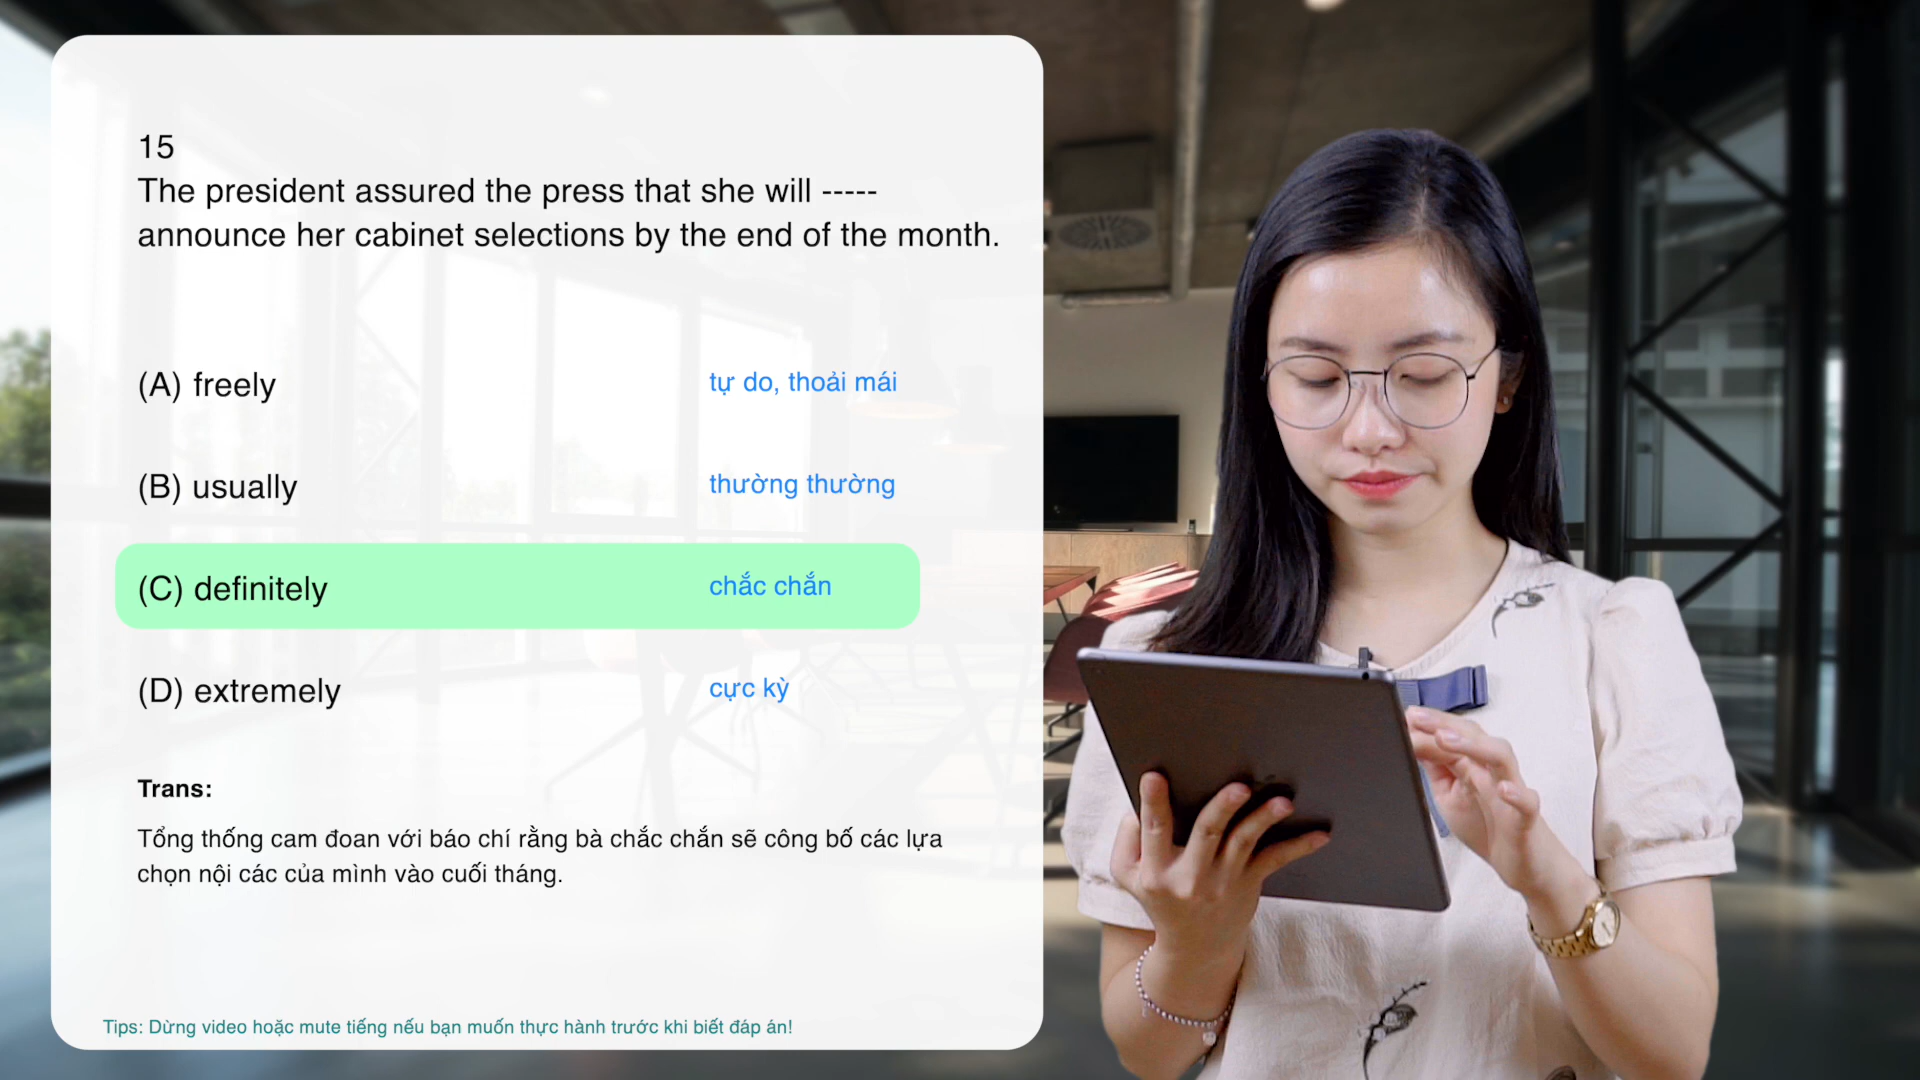 15
The president assured the press that she will -----
announce her cabinet selections by the end of the month.
(A) freely tự do, thoải mái
(B) usually thường thường
(C) definitely chắc chắn
(D) extremely cực kỳ
Trans:
Tổng thống cam đoan với báo chí rằng bà chắc chắn sẽ công bố các lựa
chọn nội các của mình vào cuối tháng.
Tips: Dừng video hoặc mute tiếng nếu bạn muốn thực hành trước khi biết đáp án!